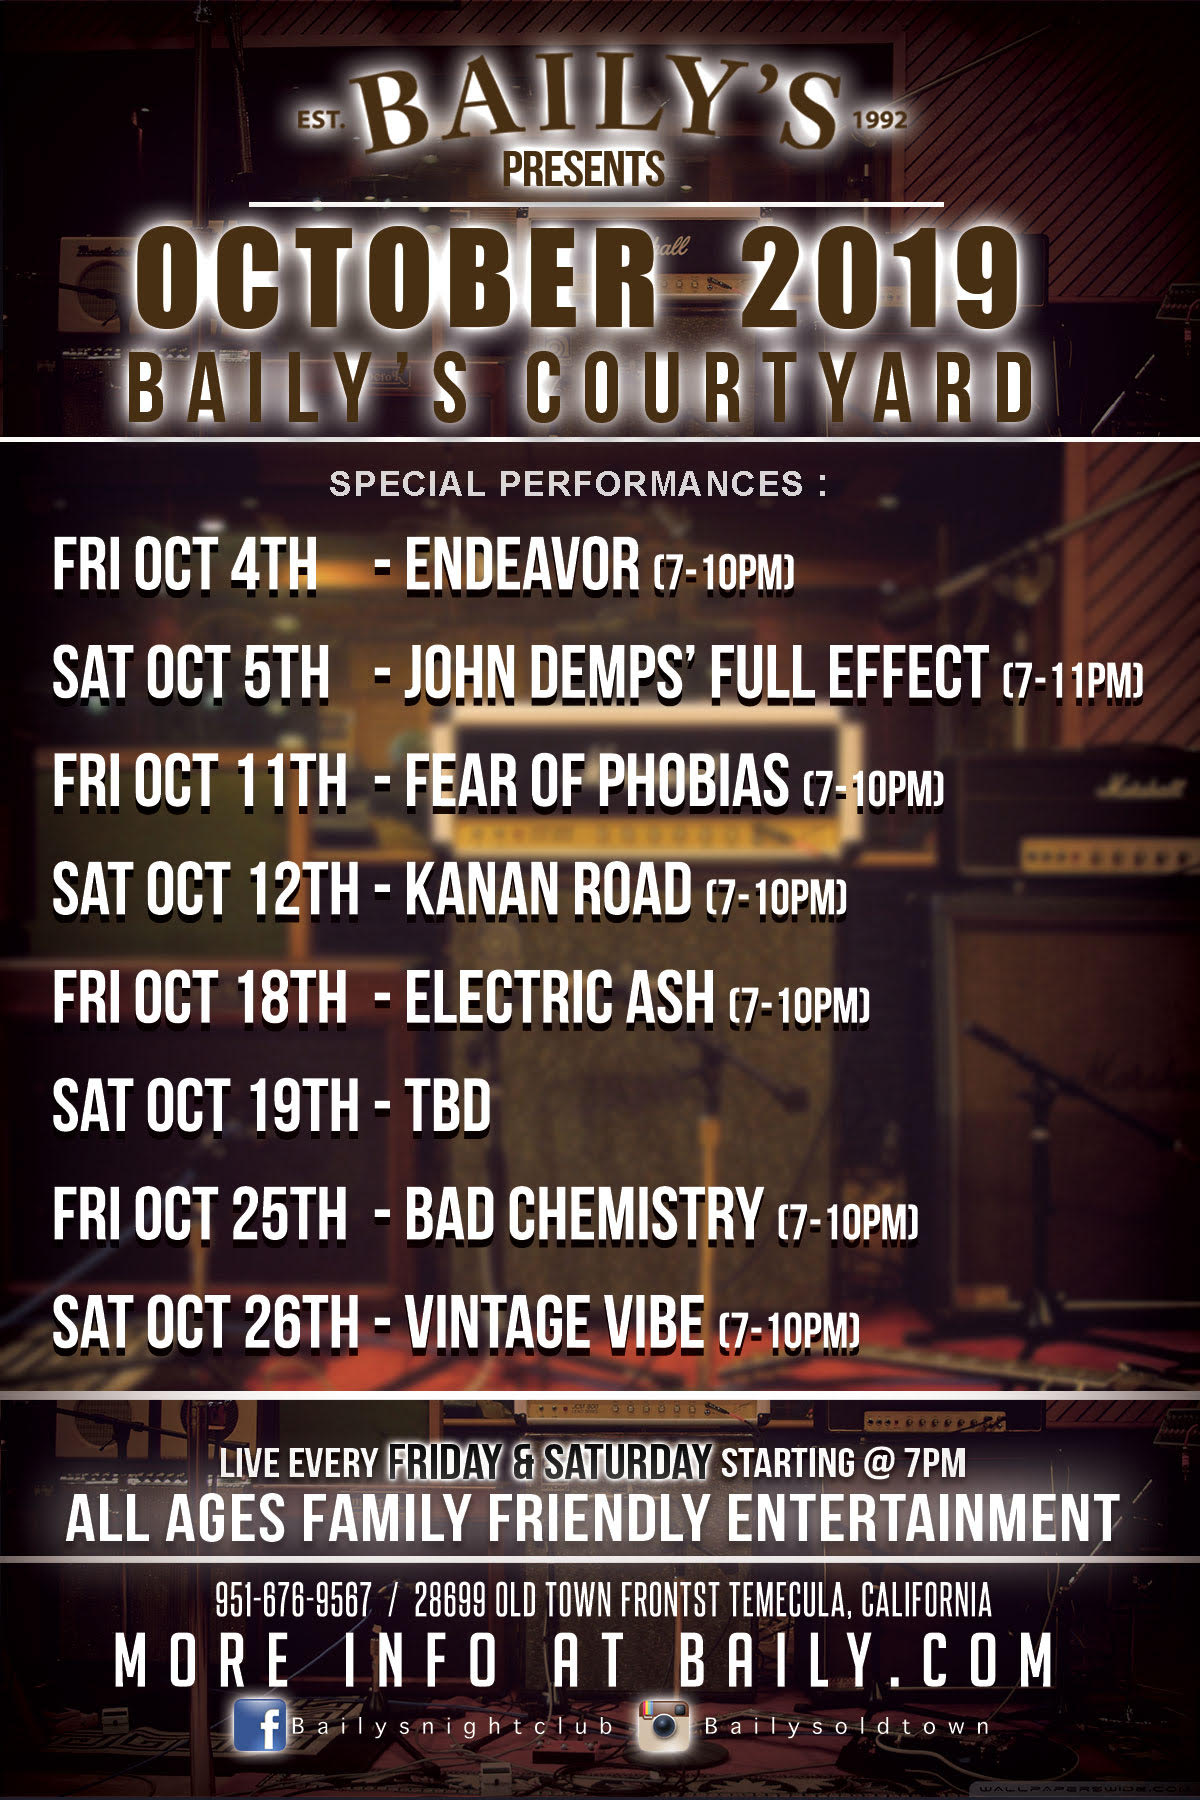 EST. BAILY'S 1992
PRESENTS
OCTOBER 2019
BAILY'S COURTYARD
SPECIAL PERFORMANCES :
FRI OCT 4TH - ENDEAVOR (7-10PM)
SAT OCT 5TH - JOHN DEMPS' FULL EFFECT (7-11PM)
FRI OCT 11TH - FEAR OF PHOBIAS (7-10PM)
SAT OCT 12TH - KANAN ROAD (7-10PM)
FRI OCT 18TH - ELECTRIC ASH (7-10PM)
SAT OCT 19TH - TBD
FRI OCT 25TH - BAD CHEMISTRY (7-10PM)
SAT OCT 26TH - VINTAGE VIBE (7-10PM)
LIVE EVERY FRIDAY & SATURDAY STARTING @ 7PM
ALL AGES FAMILY FRIENDLY ENTERTAINMENT
951-676-9567 / 28699 OLD TOWN FRONTST TEMECULA, CALIFORNIA
MORE INFO AT BAILY.COM
f Bailysnightclub Bailysoldtown
WALLPAPERSWIDE.COM